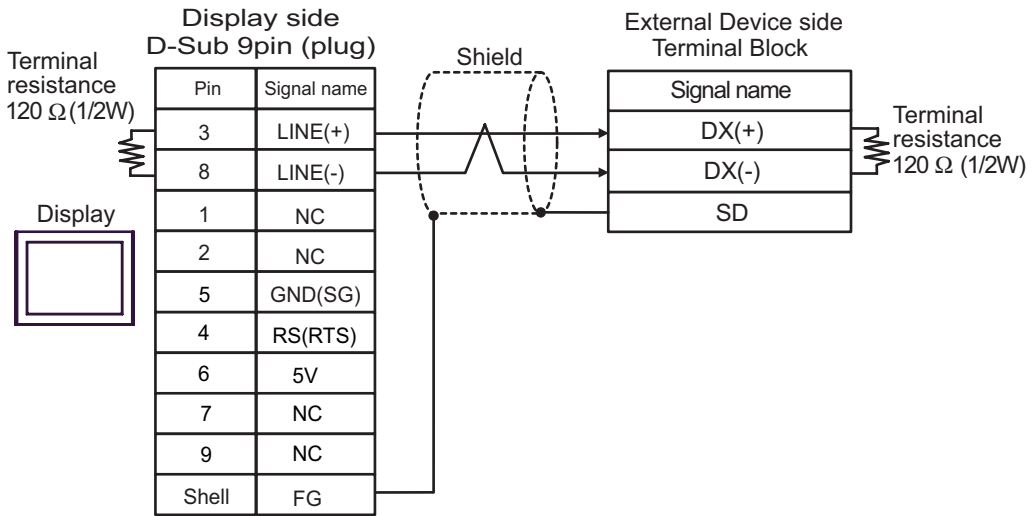 Display side
D-Sub 9pin (plug)
Terminal
resistance
120 Ω (1/2W)
Pin Signal name
3 LINE(+)
8 LINE(-)
1 NC
2 NC
5 GND(SG)
4 RS(RTS)
6 5V
7 NC
9 NC
Shell FG
Display
Shield
External Device side
Terminal Block
Signal name
DX(+)
DX(-)
SD
Terminal
resistance
120 Ω (1/2W)